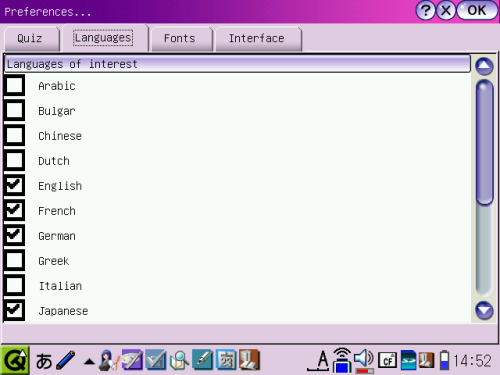 Preferences...
? X OK
Quiz Languages Fonts Interface
Languages of interest
Arabic
Bulgar
Chinese
Dutch
English
French
German
Greek
Italian
Japanese
あ A CF 14:52